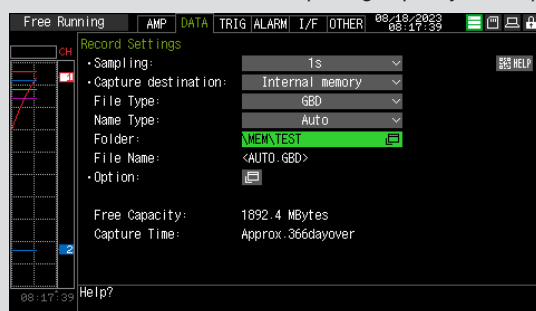 Free Running AMP DATA TRIG ALARM I/F OTHER 08/18/2023 08:17:39
CH Record Settings
•Sampling: 1s HELP
1 •Capture destination: Internal memory
File Type: GBD
Name Type: Auto
Folder: \MEM\TEST
File Name: <AUTO.GBD>
•Option:
Free Capacity: 1892.4 MBytes
Capture Time: Approx.366dayover
2
08:17:39 Help?